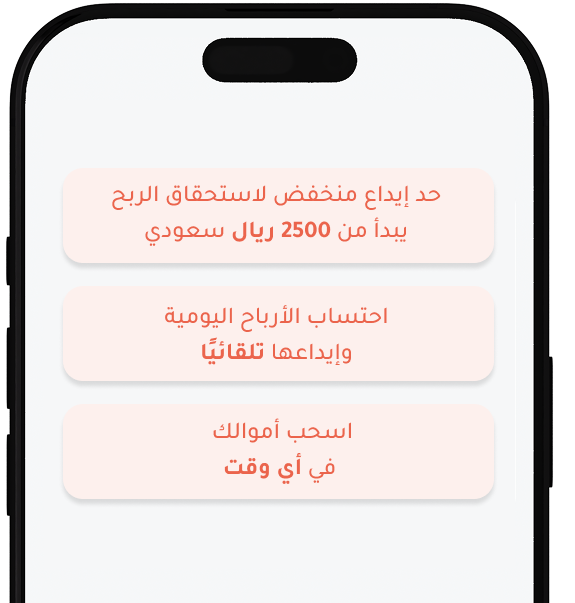 حد إيداع منخفض لاستحقاق الربح
يبدأ من 2500 ريال سعودي
احتساب الأرباح اليومية
وإيداعها تلقائيًا
اسحب أموالك
في أي وقت